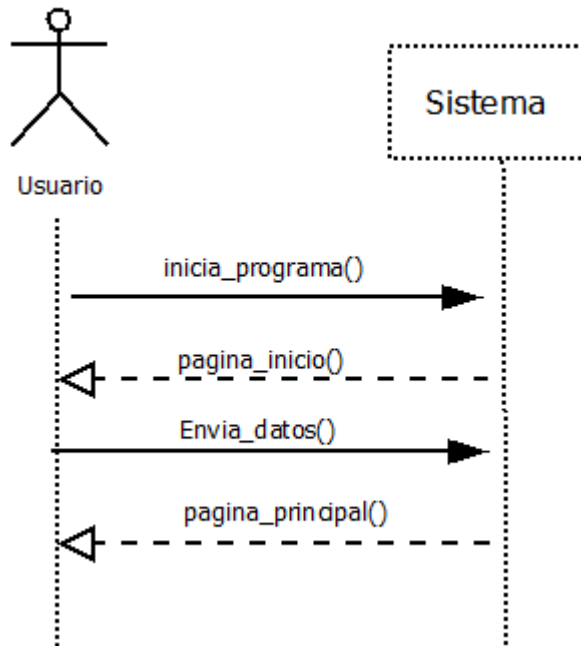 Sistema
Usuario
inicia_programa()
pagina_inicio()
Envia_datos()
pagina_principal()